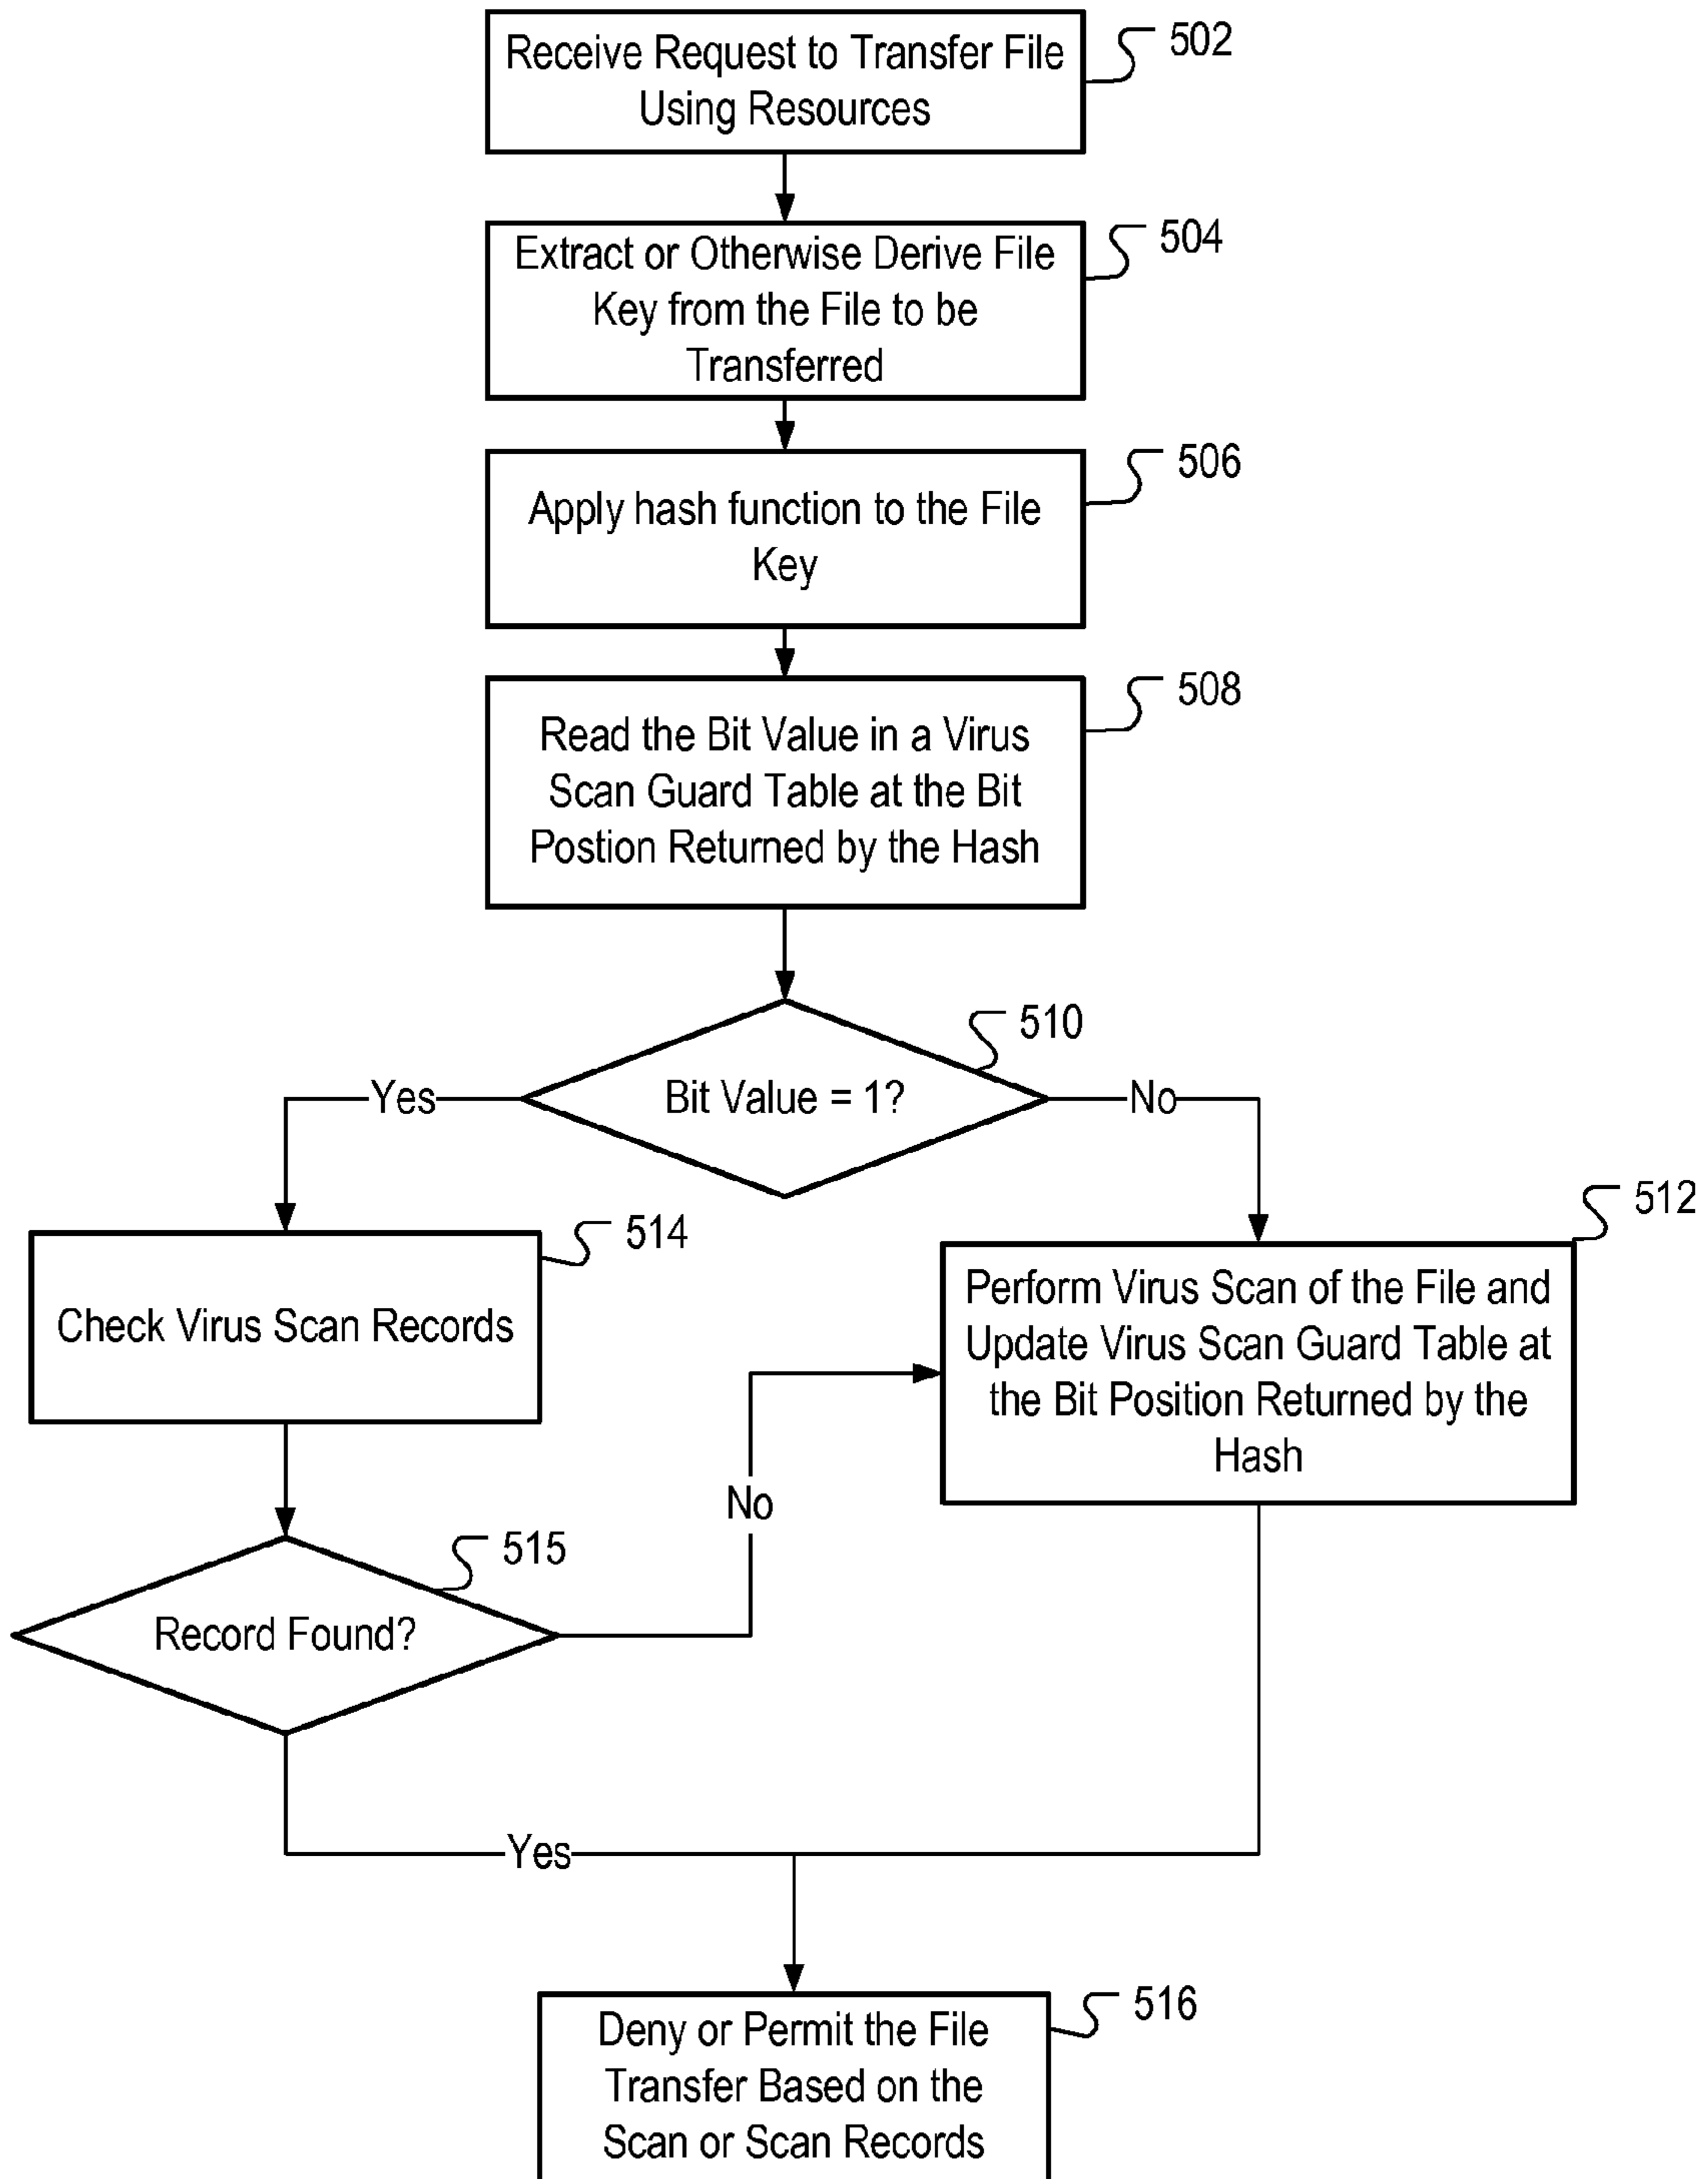 Receive Request to Transfer File
Using Resources
502
Extract or Otherwise Derive File
Key from the File to be
Transferred
504
Apply hash function to the File
Key
506
Read the Bit Value in a Virus
Scan Guard Table at the Bit
Postion Returned by the Hash
508
Bit Value = 1?
510
Yes
No
Check Virus Scan Records
514
Perform Virus Scan of the File and
Update Virus Scan Guard Table at
the Bit Position Returned by the
Hash
512
No
Record Found?
515
Yes
Deny or Permit the File
Transfer Based on the
Scan or Scan Records
516